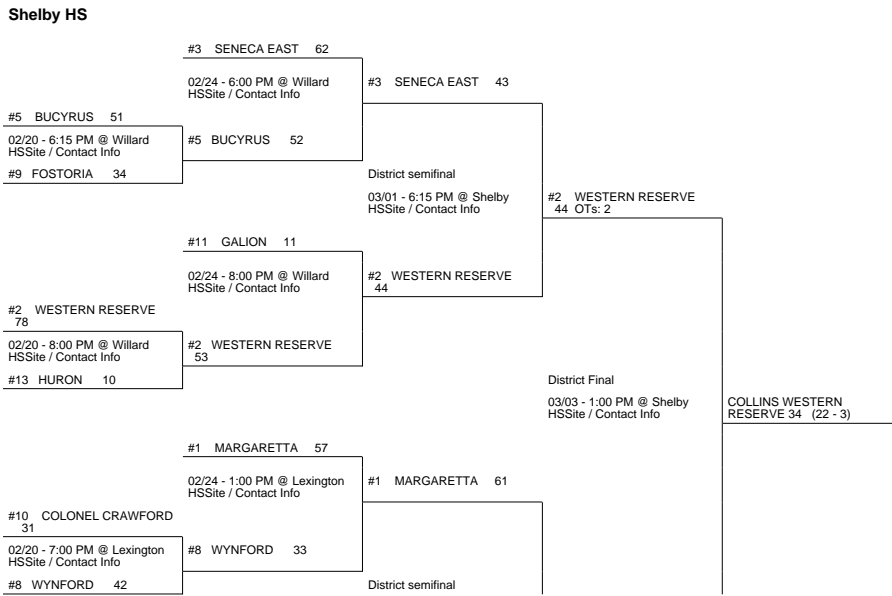 Shelby HS
#3 SENECA EAST 62
02/24 - 6:00 PM @ Willard
HSSite / Contact Info
#3 SENECA EAST 43
#5 BUCYRUS 51
02/20 - 6:15 PM @ Willard
HSSite / Contact Info
#5 BUCYRUS 52
#9 FOSTORIA 34
District semifinal
03/01 - 6:15 PM @ Shelby
HSSite / Contact Info
#2 WESTERN RESERVE
44 OTs: 2
#11 GALION 11
02/24 - 8:00 PM @ Willard
HSSite / Contact Info
#2 WESTERN RESERVE
44
#2 WESTERN RESERVE
78
02/20 - 8:00 PM @ Willard
HSSite / Contact Info
#2 WESTERN RESERVE
53
#13 HURON 10
District Final
03/03 - 1:00 PM @ Shelby
HSSite / Contact Info
COLLINS WESTERN
RESERVE 34 (22 - 3)
#1 MARGARETTA 57
02/24 - 1:00 PM @ Lexington
HSSite / Contact Info
#1 MARGARETTA 61
#10 COLONEL CRAWFORD
31
02/20 - 7:00 PM @ Lexington
HSSite / Contact Info
#8 WYNFORD 33
#8 WYNFORD 42
District semifinal